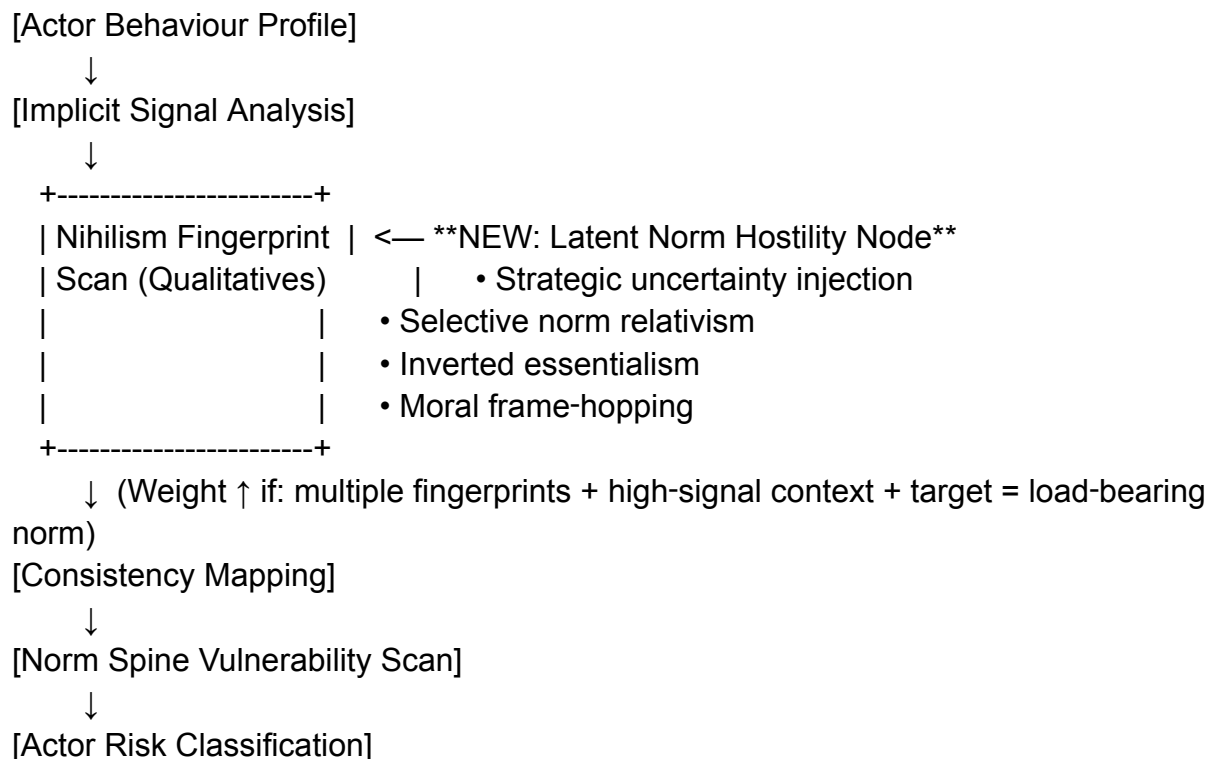 [Actor Behaviour Profile]
↓
[Implicit Signal Analysis]
↓
+------------------------+
| Nihilism Fingerprint | <— **NEW: Latent Norm Hostility Node**
| Scan (Qualitatives) | • Strategic uncertainty injection
| | • Selective norm relativism
| | • Inverted essentialism
| | • Moral frame-hopping
+------------------------+
↓ (Weight ↑ if: multiple fingerprints + high-signal context + target = load-bearing
norm)
[Consistency Mapping]
↓
[Norm Spine Vulnerability Scan]
↓
[Actor Risk Classification]